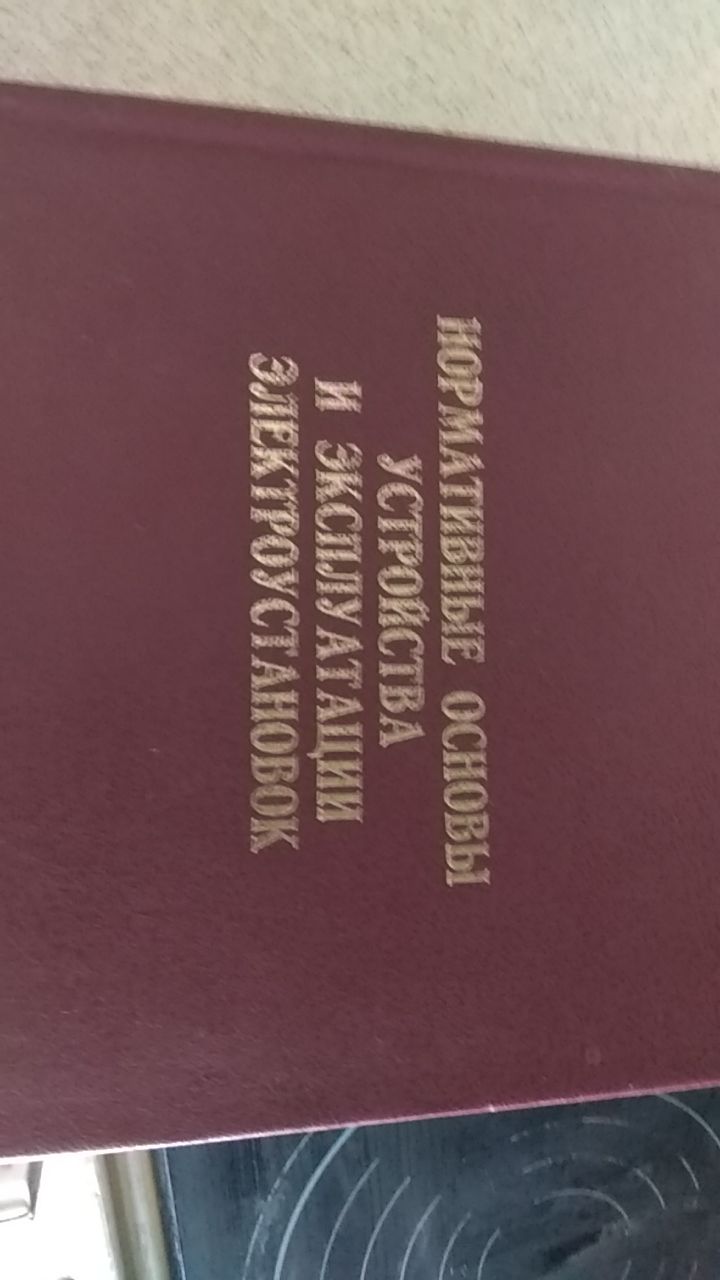 НОРМАТИВНЫЕ ОСНОВЫ
УСТРОЙСТВА
И ЭКСПЛУАТАЦИИ
ЭЛЕКТРОУСТАНОВОК